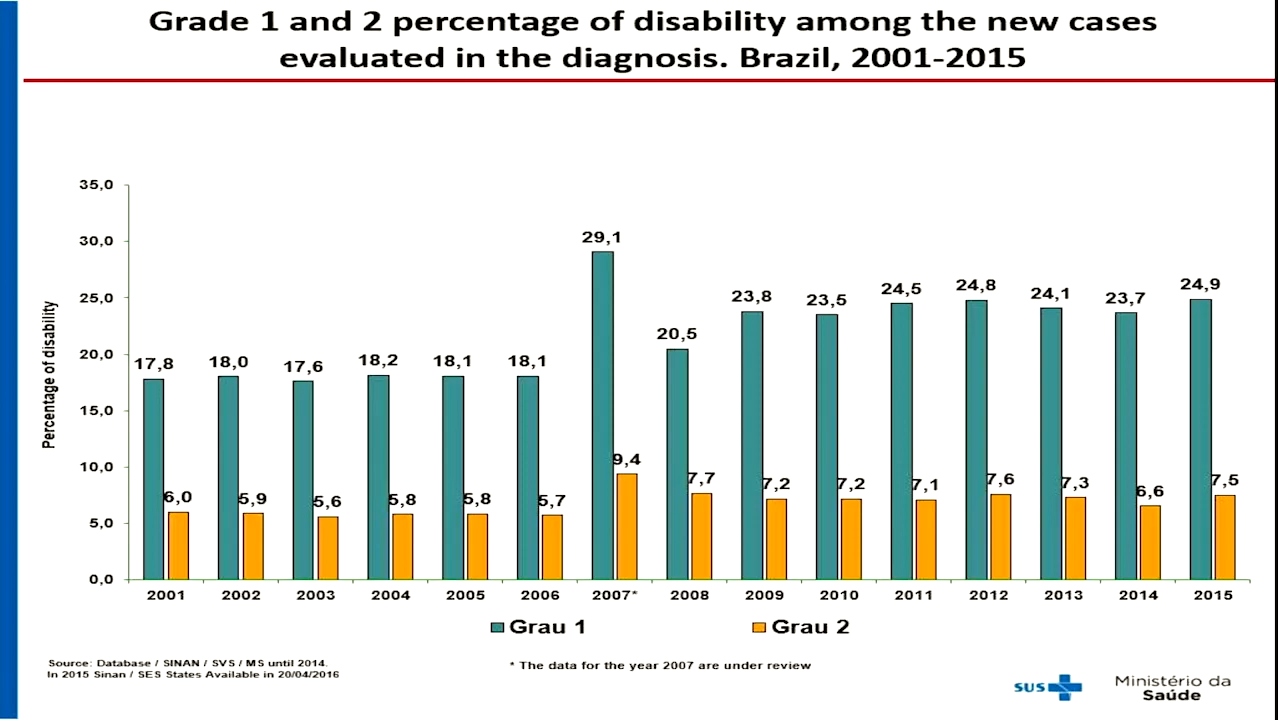 Grade 1 and 2 percentage of disability among the new cases
evaluated in the diagnosis. Brazil, 2001-2015
Percentage of disability
35,0
30,0
25,0
20,0
15,0
10,0
5,0
0,0
17,8 18,0 17,6 18,2 18,1 18,1 29,1 20,5 23,8 23,5 24,5 24,8 24,1 23,7 24,9
6,0 5,9 5,6 5,8 5,8 5,7 9,4 7,7 7,2 7,2 7,1 7,6 7,3 6,6 7,5
2001 2002 2003 2004 2005 2006 2007* 2008 2009 2010 2011 2012 2013 2014 2015
Grau 1 Grau 2
Source: Database / SINAN / SVS / MS until 2014.
In 2015 Sinan / SES States Available in 20/04/2016
* The data for the year 2007 are under review
SUS
Ministério da
Saúde